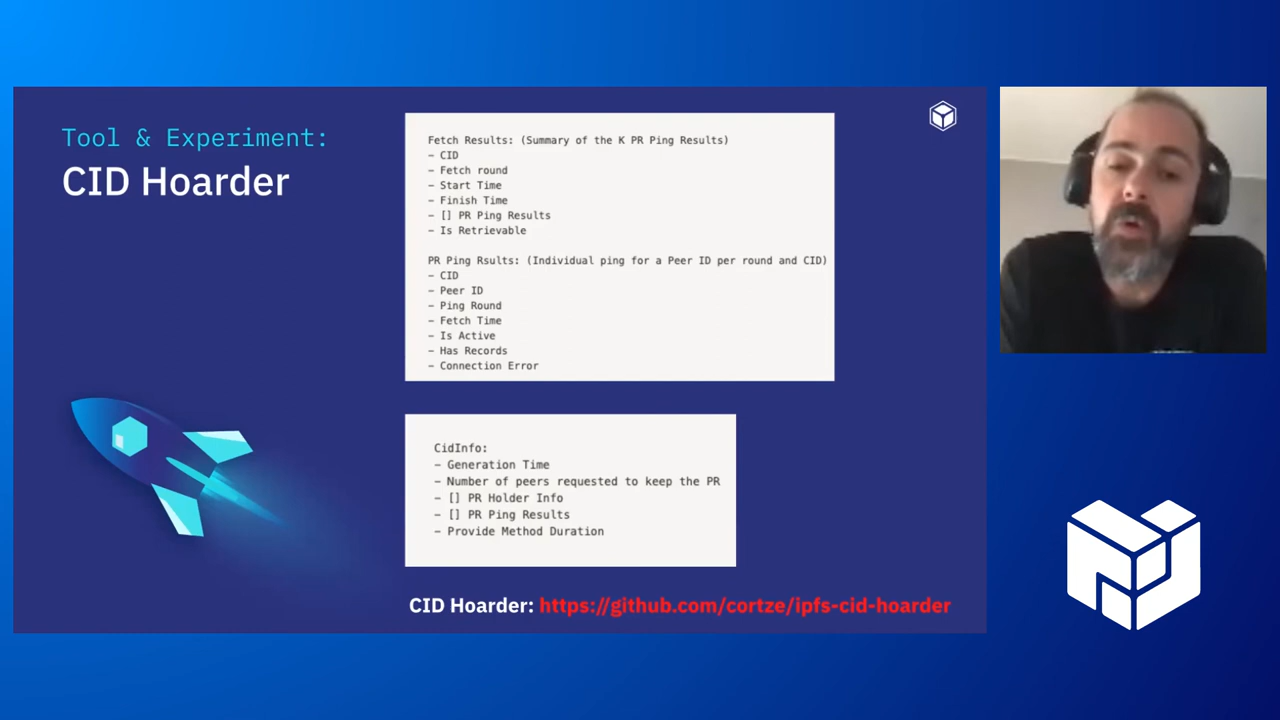 Tool & Experiment:
CID Hoarder
Fetch Results: (Summary of the K PR Ping Results)
- CID
- Fetch round
- Start Time
- Finish Time
- [] PR Ping Results
- Is Retrievable
PR Ping Rsults: (Individual ping for a Peer ID per round and CID)
- CID
- Peer ID
- Ping Round
- Fetch Time
- Is Active
- Has Records
- Connection Error
CidInfo:
- Generation Time
- Number of peers requested to keep the PR
- [] PR Holder Info
- [] PR Ping Results
- Provide Method Duration
CID Hoarder: https://github.com/cortze/ipfs-cid-hoarder